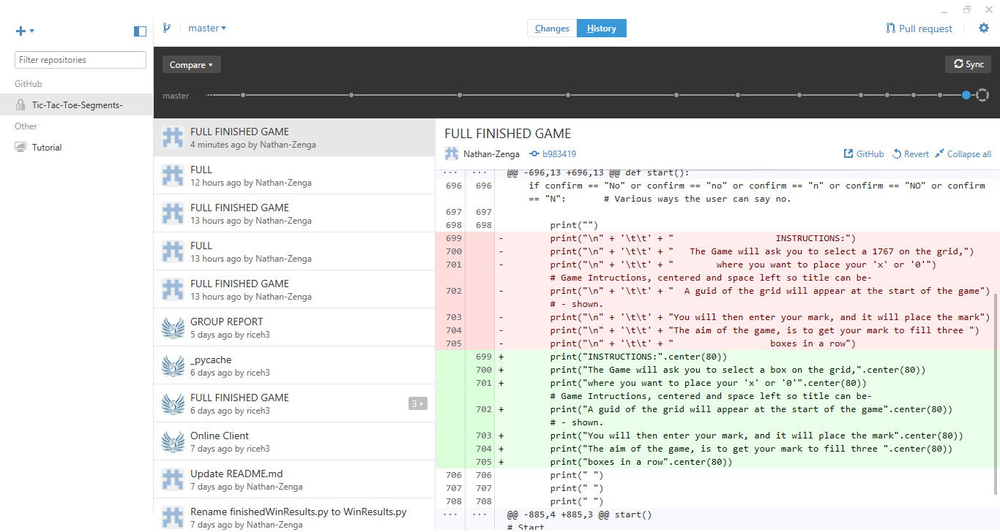 master
Changes
History
Pull request
Filter repositories
GitHub
Tic-Tac-Toe-Segments-
Other
Tutorial
Compare
Sync
master
FULL FINISHED GAME
4 minutes ago by Nathan-Zenga
FULL
12 hours ago by Nathan-Zenga
FULL FINISHED GAME
13 hours ago by Nathan-Zenga
FULL
13 hours ago by Nathan-Zenga
FULL FINISHED GAME
13 hours ago by Nathan-Zenga
GROUP REPORT
5 days ago by riceh3
_pycache
6 days ago by riceh3
FULL FINISHED GAME
6 days ago by riceh3
3
Online Client
7 days ago by riceh3
Update README.md
7 days ago by Nathan-Zenga
Rename finishedWinResults.py to WinResults.py
7 days ago by Nathan-Zenga
FULL FINISHED GAME
Nathan-Zenga b983419 GitHub Revert Collapse all
... ... @@ -696,13 +696,13 @@ def start():
696 696 if confirm == "No" or confirm == "no" or confirm == "n" or confirm == "NO" or confirm
== "N": # Various ways the user can say no.
697 697
698 698 print("")
699 - print("\n" + '\t\t' + " INSTRUCTIONS:")
700 - print("\n" + '\t\t' + " The Game will ask you to select a 1767 on the grid,")
701 - print("\n" + '\t\t' + " where you want to place your 'x' or '0'")
# Game Intructions, centered and space left so title can be-
702 - print("\n" + '\t\t' + " A guid of the grid will appear at the start of the game")
# - shown.
703 - print("\n" + '\t\t' + "You will then enter your mark, and it will place the mark")
704 - print("\n" + '\t\t' + "The aim of the game, is to get your mark to fill three ")
705 - print("\n" + '\t\t' + " boxes in a row")
699 + print("INSTRUCTIONS:".center(80))
700 + print("The Game will ask you to select a box on the grid,".center(80))
701 + print("where you want to place your 'x' or '0'".center(80))
# Game Intructions, centered and space left so title can be-
702 + print("A guid of the grid will appear at the start of the game".center(80))
# - shown.
703 + print("You will then enter your mark, and it will place the mark".center(80))
704 + print("The aim of the game, is to get your mark to fill three ".center(80))
705 + print("boxes in a row".center(80))
706 706 print(" ")
707 707 print(" ")
708 708 print(" ")
... ... @@ -885,4 +885,3 @@ start()
# Start